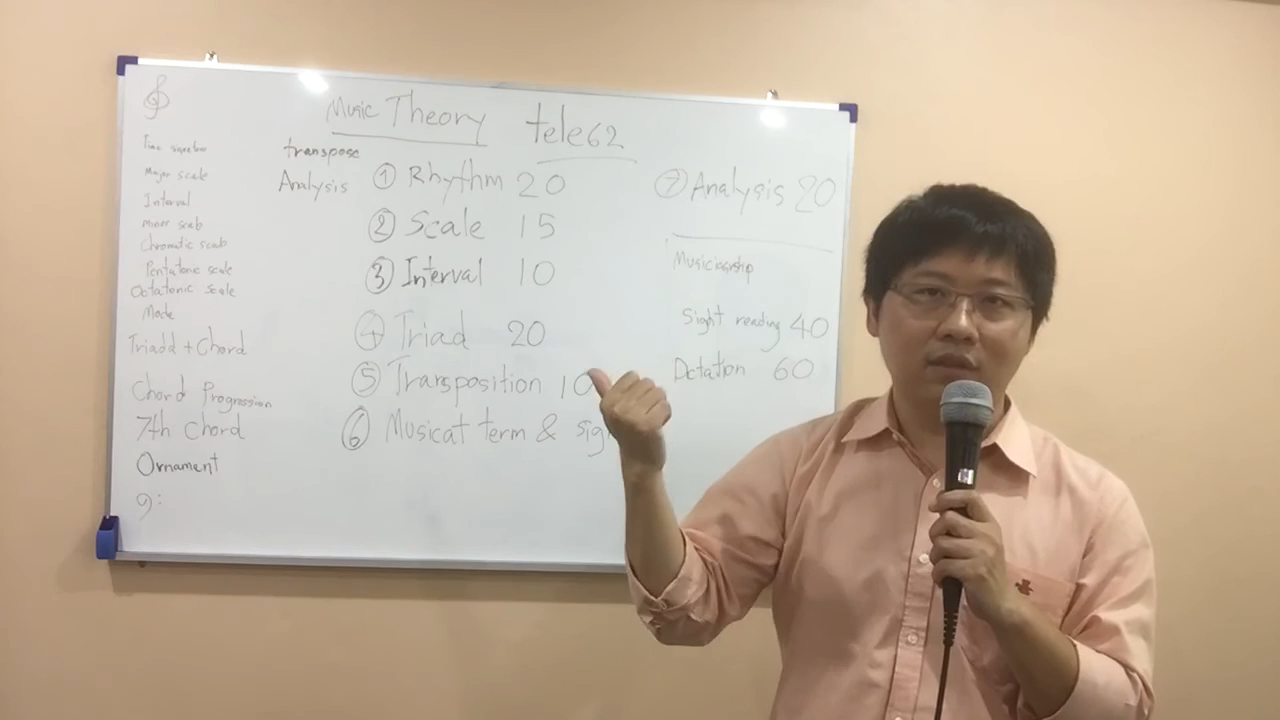 Music Theory tele62
Time signature
Major scale
Interval
minor scale
Chromatic scale
Pentatonic scale
Octatonic scale
Mode
Triadd + Chord
Chord Progression
7th Chord
Ornament
transpose
Analysis
① Rhythm 20
② Scale 15
③ Interval 10
④ Triad 20
⑤ Transposition 10
⑥ Musical term & sig
⑦ Analysis 20
Musicianship
Sight reading 40
Dctation 60